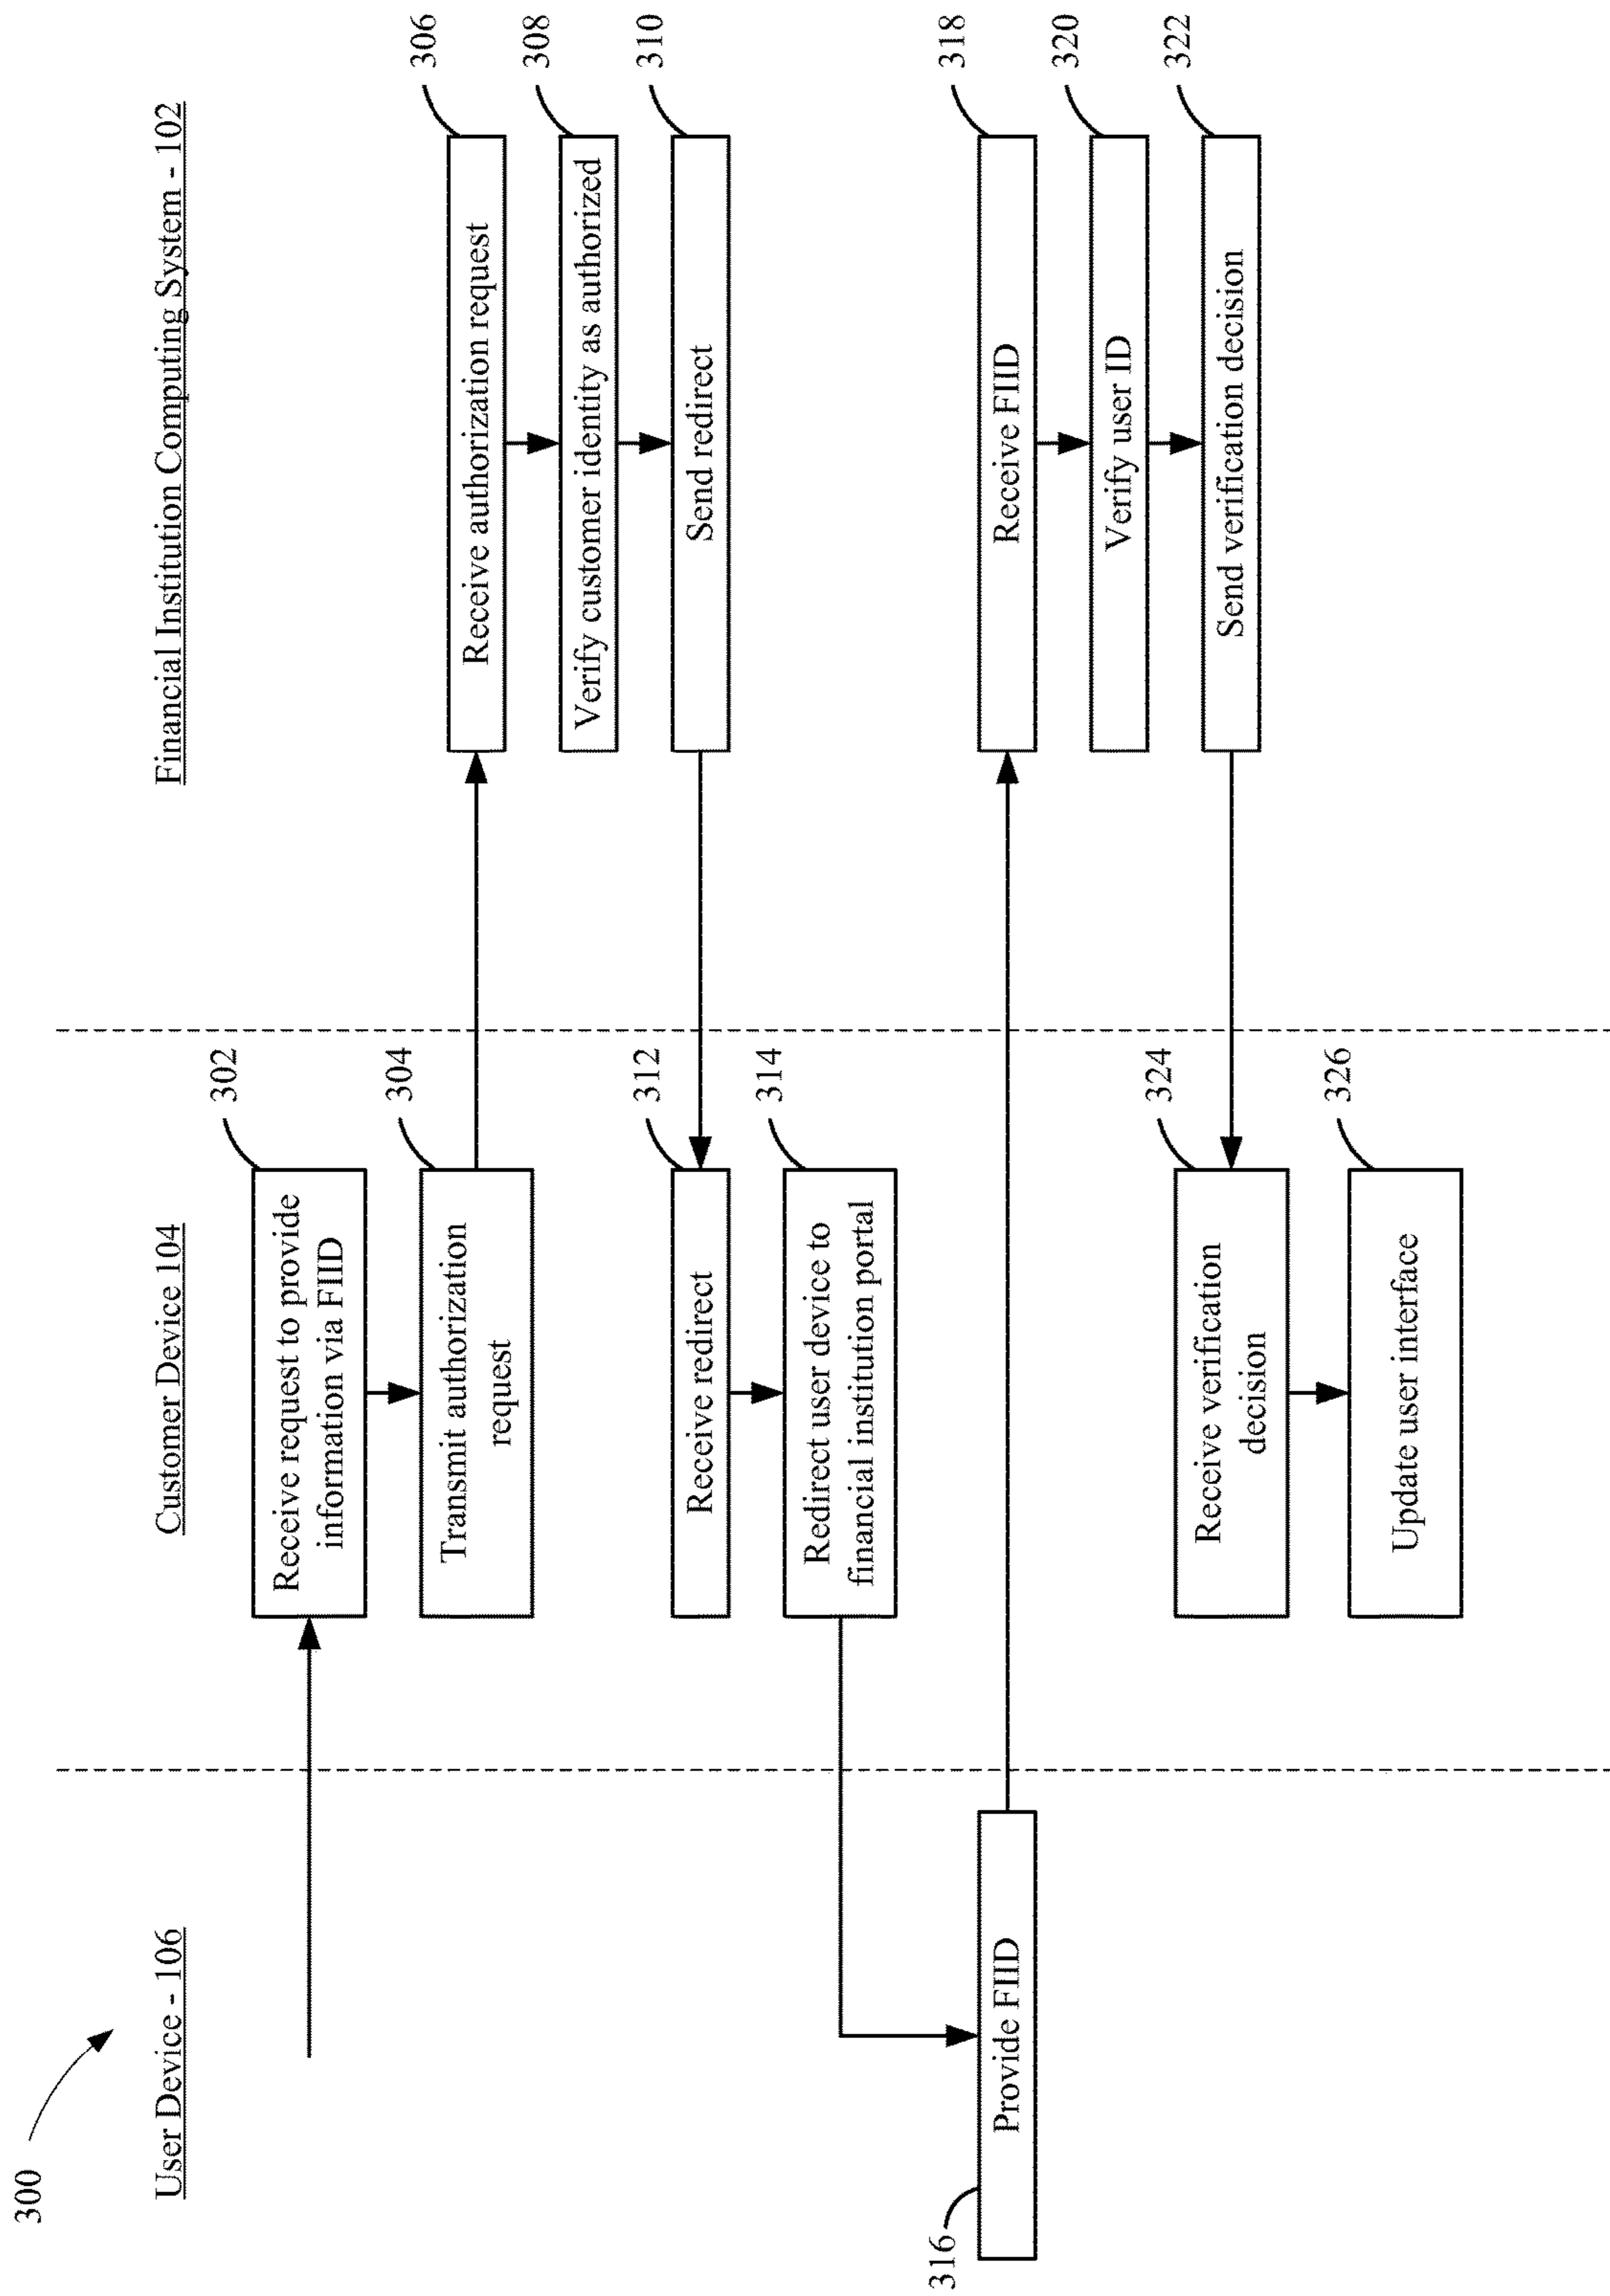 300
User Device - 106
Customer Device 104
Financial Institution Computing System - 102
302
Receive request to provide
information via FIID
304
Transmit authorization
request
306
Receive authorization request
308
Verify customer identity as authorized
310
Send redirect
312
Receive redirect
314
Redirect user device to
financial institution portal
316
Provide FIID
318
Receive FIID
320
Verify user ID
322
Send verification decision
324
Receive verification
decision
326
Update user interface